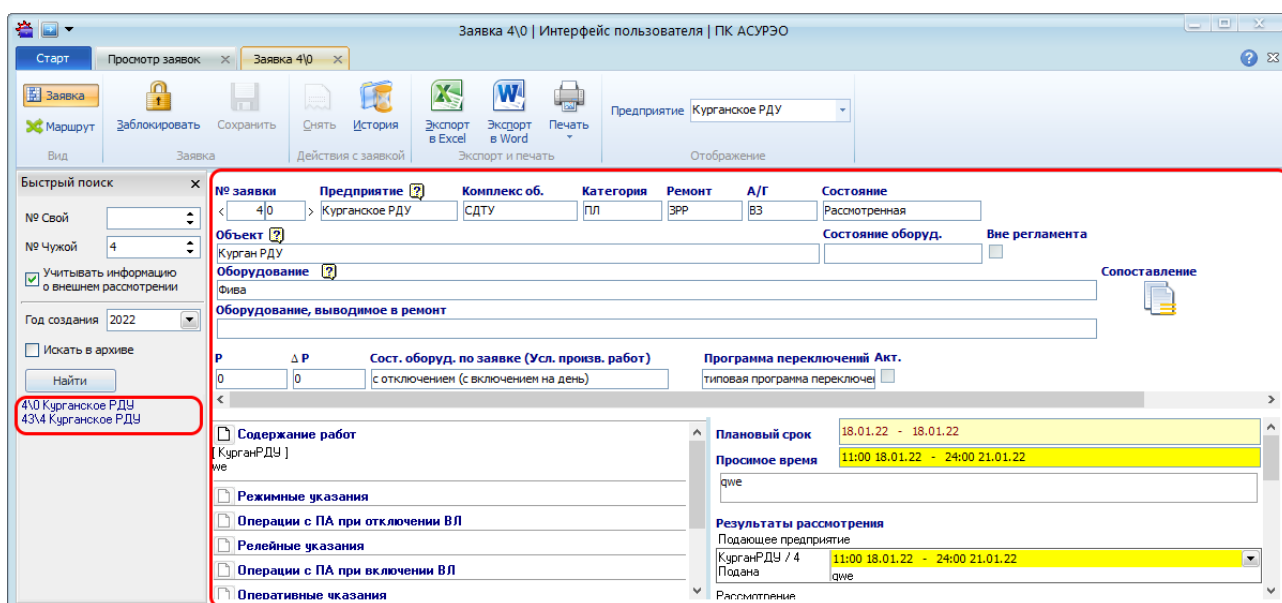 Заявка 4\0 | Интерфейс пользователя | ПК АСУРЭО
Старт Просмотр заявок Заявка 4\0
Заявка
Маршрут
Вид
Заблокировать Сохранить
Заявка
Снять История
Действия с заявкой
Экспорт в Excel
Экспорт в Word
Печать
Экспорт и печать
Предприятие Курганское РДУ
Отображение
Быстрый поиск x
№ Свой
№ Чужой 4
Учитывать информацию
о внешнем рассмотрении
Год создания 2022
Искать в архиве
Найти
4\0 Курганское РДУ
43\4 Курганское РДУ
№ заявки Предприятие ? Комплекс об. Категория Ремонт А/Г Состояние
< 4|0 > Курганское РДУ СДТУ ПЛ ЗРР ВЗ Рассмотренная
Объект ? Состояние оборуд. Вне регламента
Курган РДУ
Оборудование ? Сопоставление
Фива
Оборудование, выводимое в ремонт
P Δ P Сост. оборуд. по заявке (Усл. произв. работ) Программа переключений Акт.
0 0 с отключением (с включением на день) типовая программа переключе
Содержание работ
[ КурганРДУ ]
we
Режимные указания
Операции с ПА при отключении ВЛ
Релейные указания
Операции с ПА при включении ВЛ
Оперативные указания
Плановый срок 18.01.22 - 18.01.22
Просимое время 11:00 18.01.22 - 24:00 21.01.22
qwe
Результаты рассмотрения
Подающее предприятие
КурганРДУ / 4 11:00 18.01.22 - 24:00 21.01.22
Подана qwe
Рассмотрение